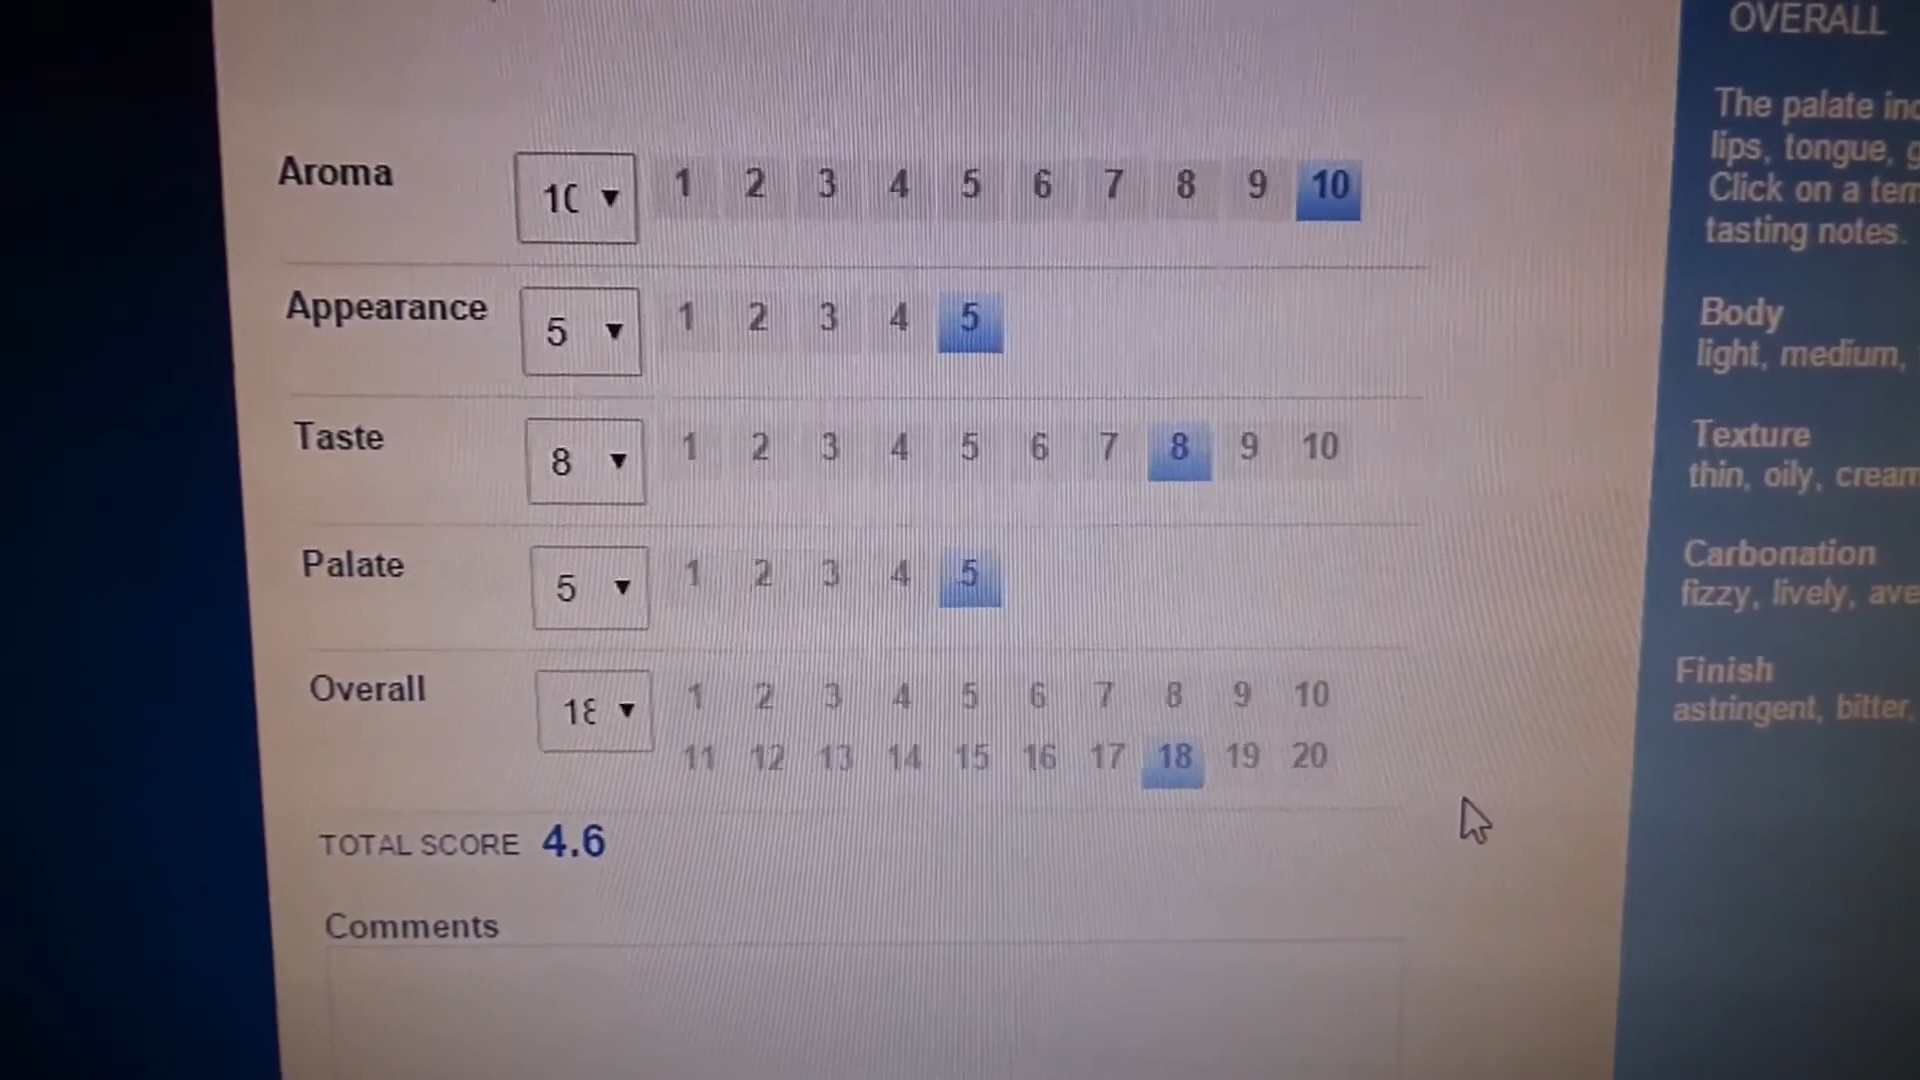 Aroma 10 ▼ 1 2 3 4 5 6 7 8 9 10
Appearance 5 ▼ 1 2 3 4 5
Taste 8 ▼ 1 2 3 4 5 6 7 8 9 10
Palate 5 ▼ 1 2 3 4 5
Overall 18 ▼ 1 2 3 4 5 6 7 8 9 10
11 12 13 14 15 16 17 18 19 20
TOTAL SCORE 4.6
Comments
OVERALL
The palate
lips, tongue,
Click on a
tasting notes.
Body
light, medium,
Texture
thin, oily,
Carbonation
fizzy, lively,
Finish
astringent, bitter,